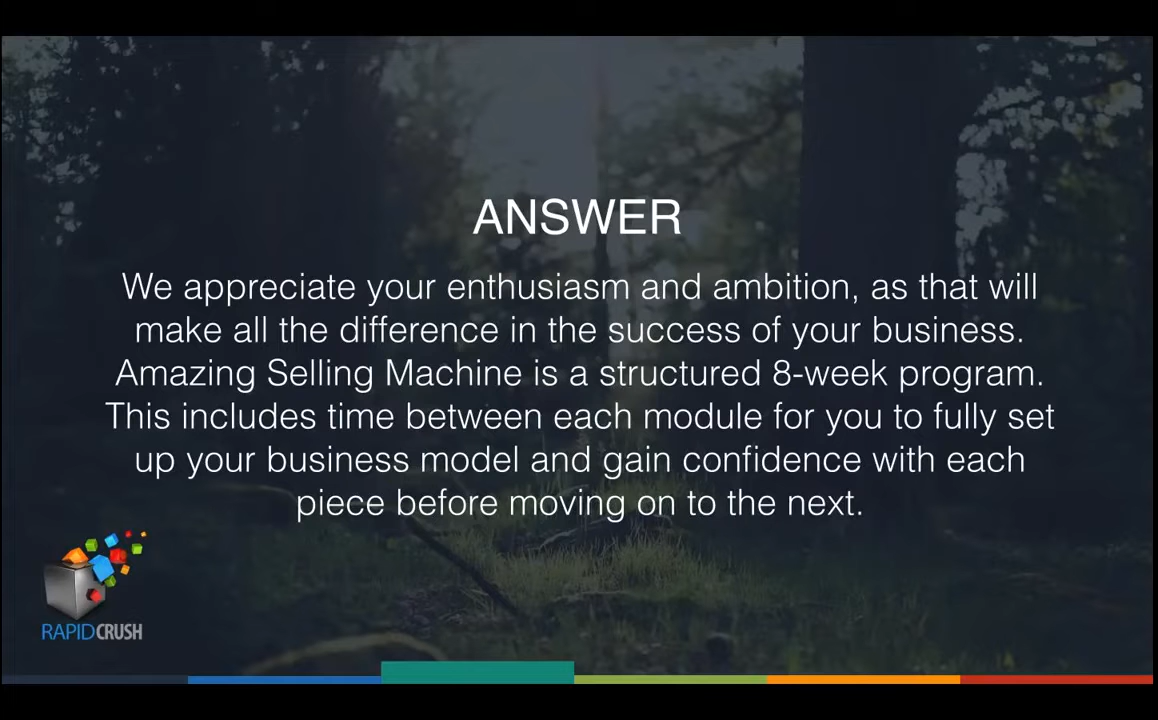 ANSWER
We appreciate your enthusiasm and ambition, as that will
make all the difference in the success of your business.
Amazing Selling Machine is a structured 8-week program.
This includes time between each module for you to fully set
up your business model and gain confidence with each
piece before moving on to the next.
RAPIDCRUSH